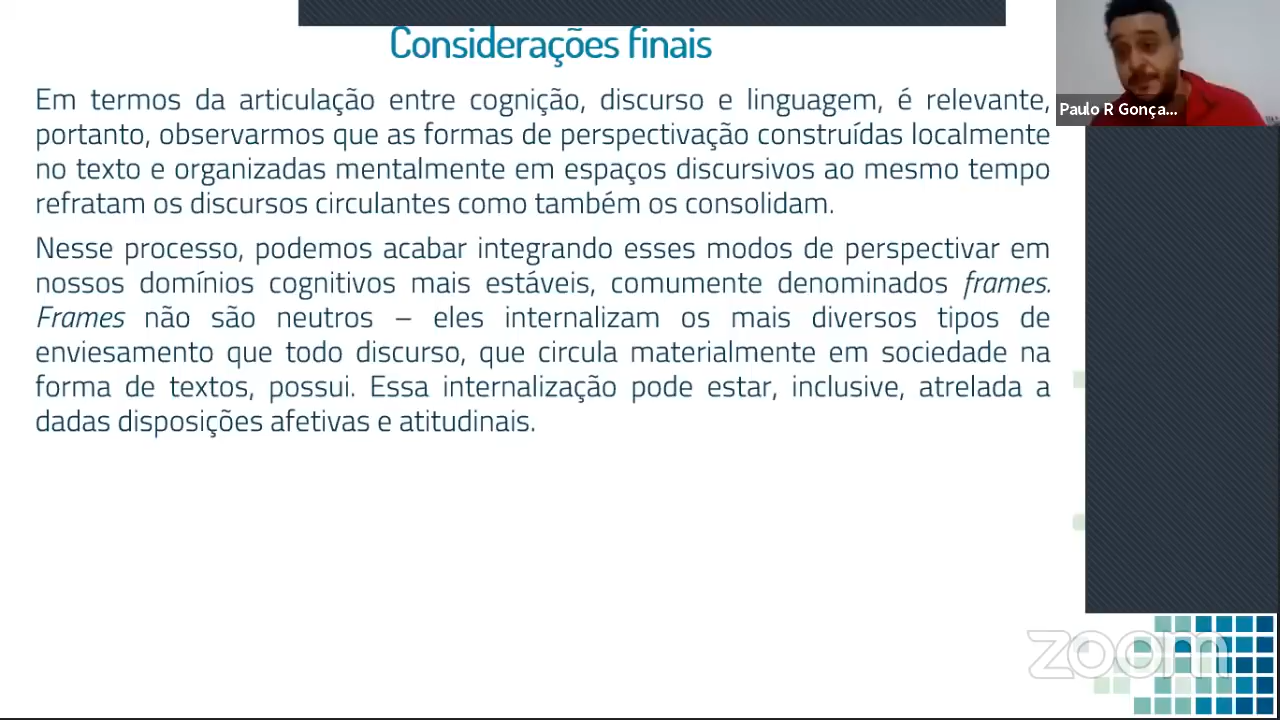 Considerações finais
Em termos da articulação entre cognição, discurso e linguagem, é relevante,
portanto, observarmos que as formas de perspectivação construídas localmente
no texto e organizadas mentalmente em espaços discursivos ao mesmo tempo
refratam os discursos circulantes como também os consolidam.
Nesse processo, podemos acabar integrando esses modos de perspectivar em
nossos domínios cognitivos mais estáveis, comumente denominados frames.
Frames não são neutros – eles internalizam os mais diversos tipos de
enviesamento que todo discurso, que circula materialmente em sociedade na
forma de textos, possui. Essa internalização pode estar, inclusive, atrelada a
dadas disposições afetivas e atitudinais.
Paulo R Gonça...
zoom